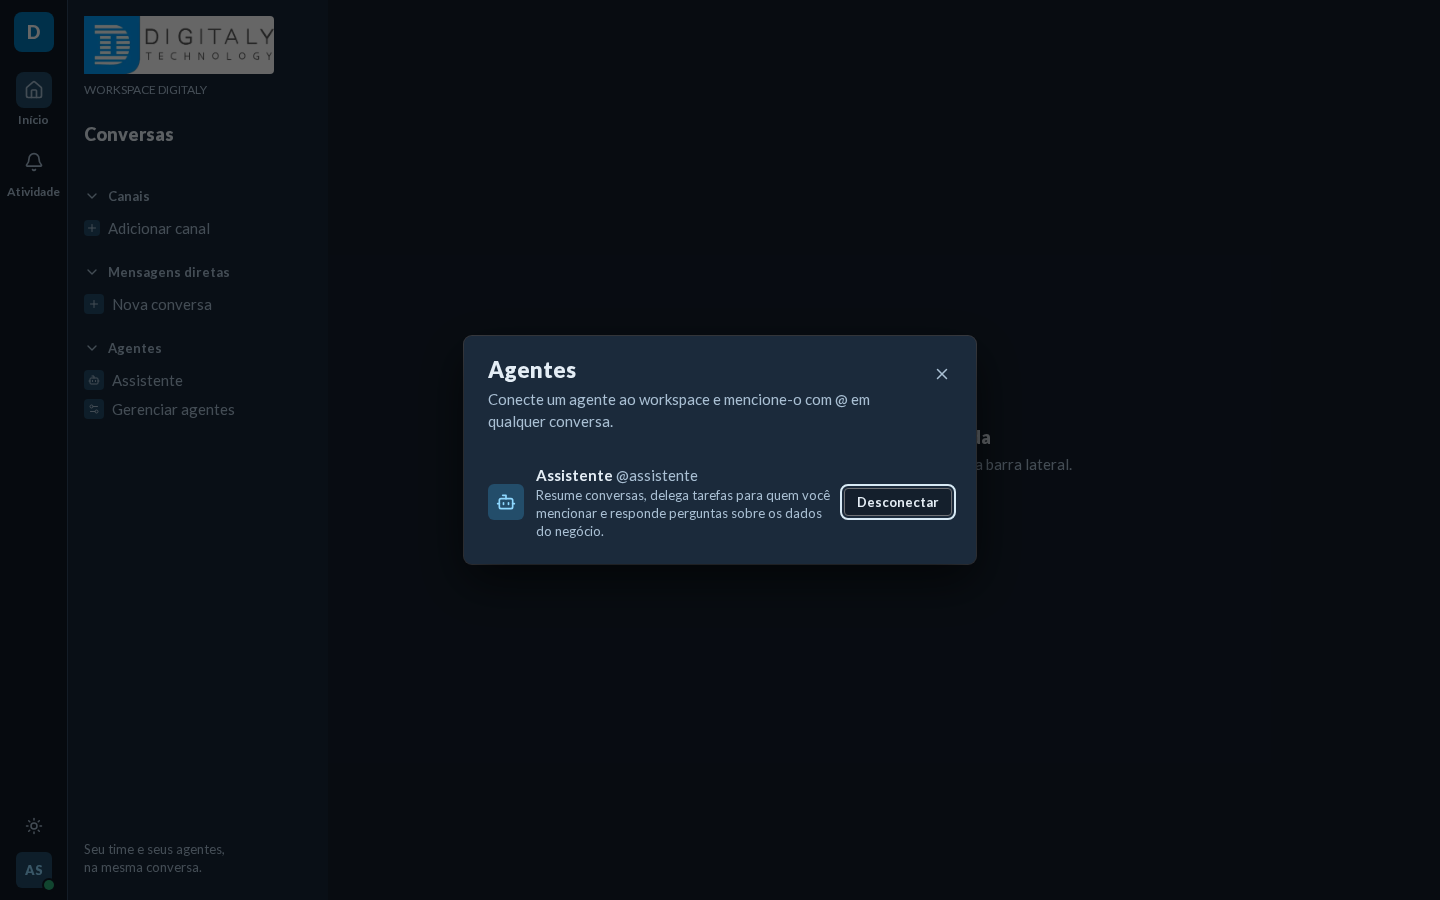 D
DIGITALY
TECHNOLOGY
WORKSPACE DIGITALY
Início
Atividade
Conversas
Canais
Adicionar canal
Mensagens diretas
Nova conversa
Agentes
Assistente
Gerenciar agentes
Agentes
Conecte um agente ao workspace e mencione-o com @ em
qualquer conversa.
Assistente @assistente
Resume conversas, delega tarefas para quem você
mencionar e responde perguntas sobre os dados
do negócio.
Desconectar
barra lateral.
Seu time e seus agentes,
na mesma conversa.
AS